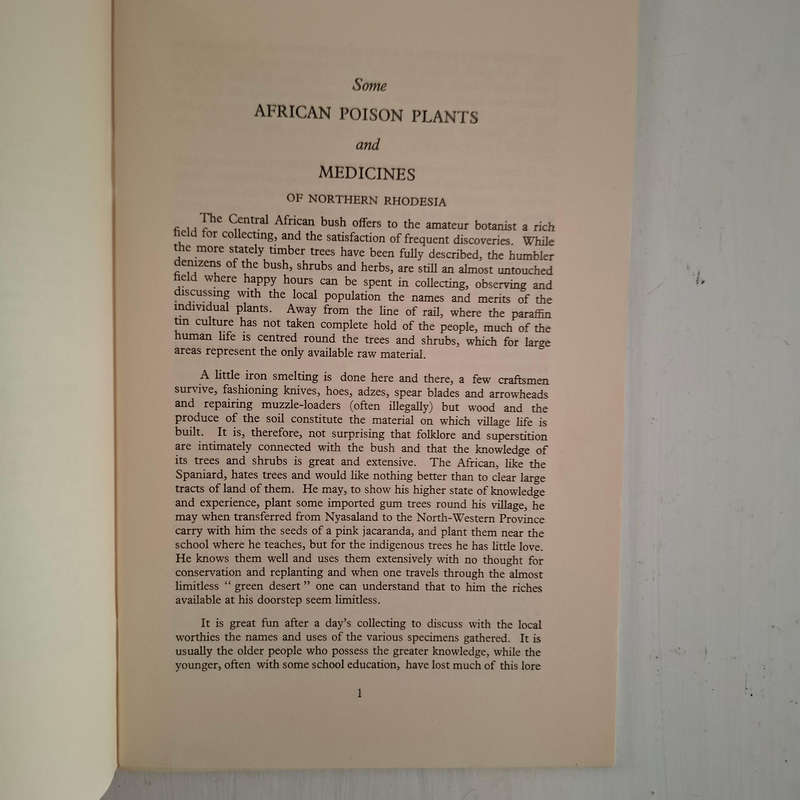 Some
AFRICAN POISON PLANTS
and
MEDICINES
OF NORTHERN RHODESIA
The Central African bush offers to the amateur botanist a rich
field for collecting, and the satisfaction of frequent discoveries. While
the more stately timber trees have been fully described, the humbler
denizens of the bush, shrubs and herbs, are still an almost untouched
field where happy hours can be spent in collecting, observing and
discussing with the local population the names and merits of the
individual plants. Away from the line of rail, where the paraffin
tin culture has not taken complete hold of the people, much of the
human life is centred round the trees and shrubs, which for large
areas represent the only available raw material.
A little iron smelting is done here and there, a few craftsmen
survive, fashioning knives, hoes, adzes, spear blades and arrowheads
and repairing muzzle-loaders (often illegally) but wood and the
produce of the soil constitute the material on which village life is
built. It is, therefore, not surprising that folklore and superstition
are intimately connected with the bush and that the knowledge of
its trees and shrubs is great and extensive. The African, like the
Spaniard, hates trees and would like nothing better than to clear large
tracts of land of them. He may, to show his higher state of knowledge
and experience, plant some imported gum trees round his village, he
may when transferred from Nyasaland to the North-Western Province
carry with him the seeds of a pink jacaranda, and plant them near the
school where he teaches, but for the indigenous trees he has little love.
He knows them well and uses them extensively with no thought for
conservation and replanting and when one travels through the almost
limitless “ green desert ” one can understand that to him the riches
available at his doorstep seem limitless.
It is great fun after a day's collecting to discuss with the local
worthies the names and uses of the various specimens gathered. It is
usually the older people who possess the greater knowledge, while the
younger, often with some school education, have lost much of this lore
1